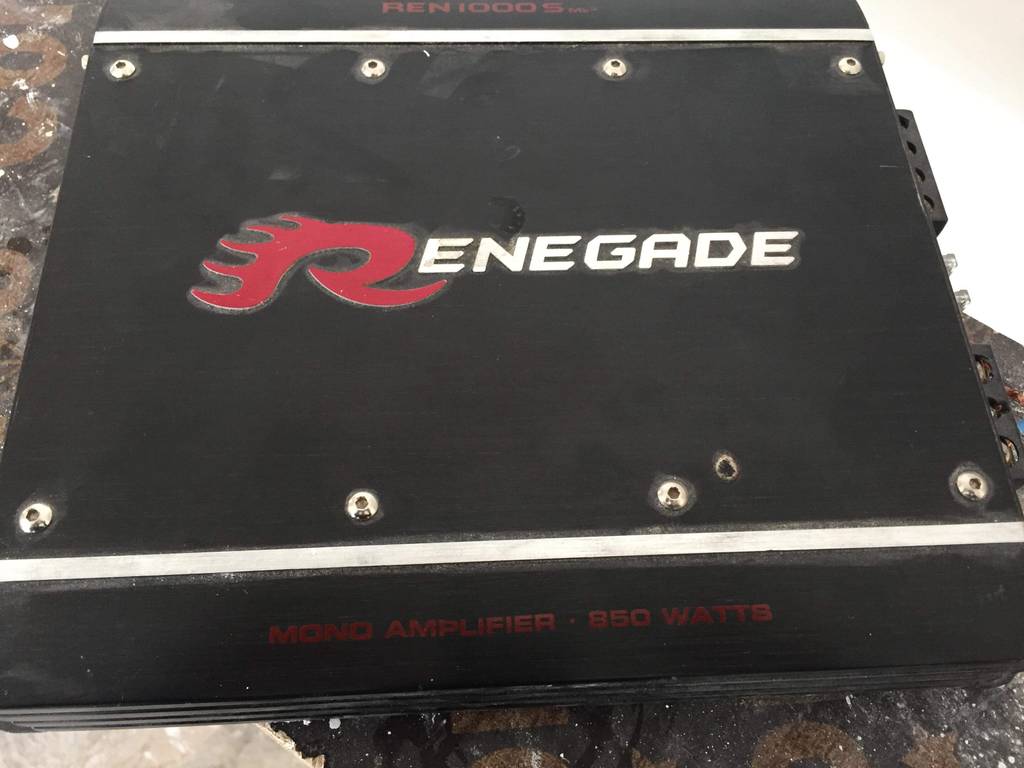 REN1000S
RENEGADE
MONO AMPLIFIER · 850 WATTS